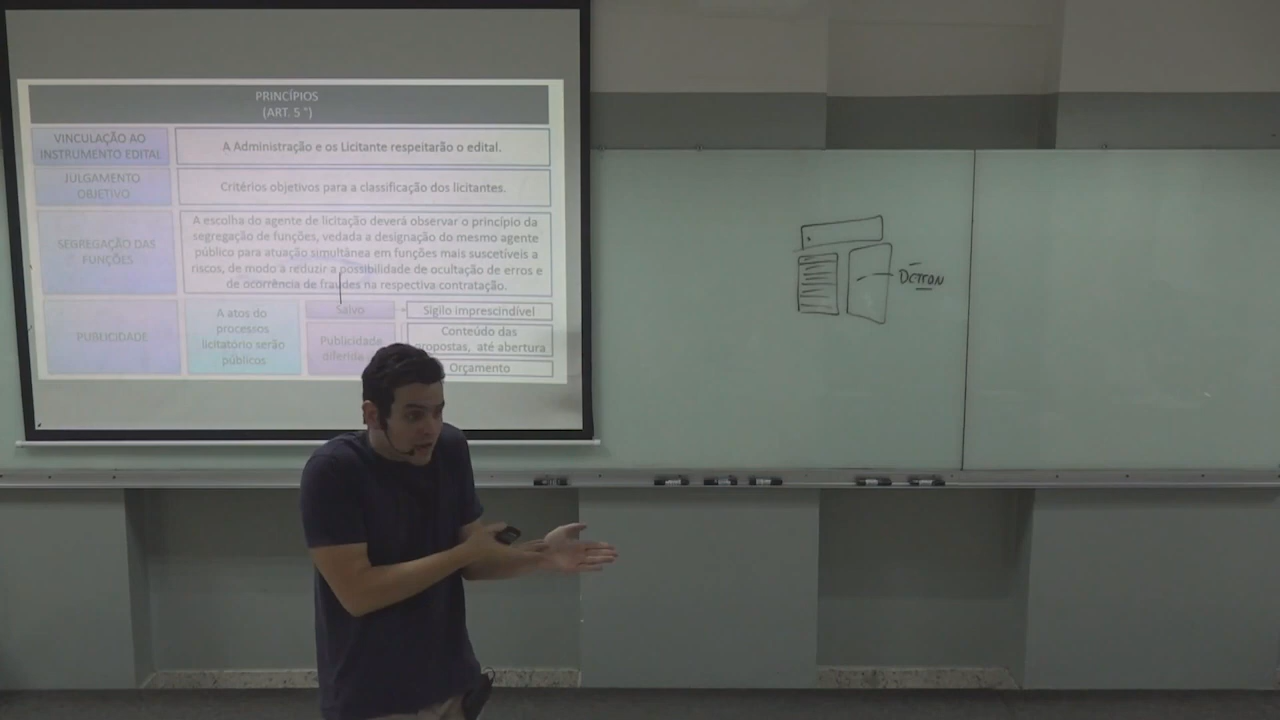 PRINCÍPIOS
(ART. 5 º)
VINCULAÇÃO AO
INSTRUMENTO EDITAL
A Administração e os Licitante respeitarão o edital.
JULGAMENTO
OBJETIVO
Critérios objetivos para a classificação dos licitantes.
SEGREGAÇÃO DAS
FUNÇÕES
A escolha do agente de licitação deverá observar o princípio da
segregação de funções, vedada a designação do mesmo agente
público para atuação simultânea em funções mais suscetíveis a
riscos, de modo a reduzir a possibilidade de ocultação de erros e
de ocorrência de fraudes na respectiva contratação.
PUBLICIDADE
A atos do
processos
licitatório serão
públicos
Salvo
Sigilo imprescindível
Publicidade
diferida
Conteúdo das
propostas, até abertura
Orçamento